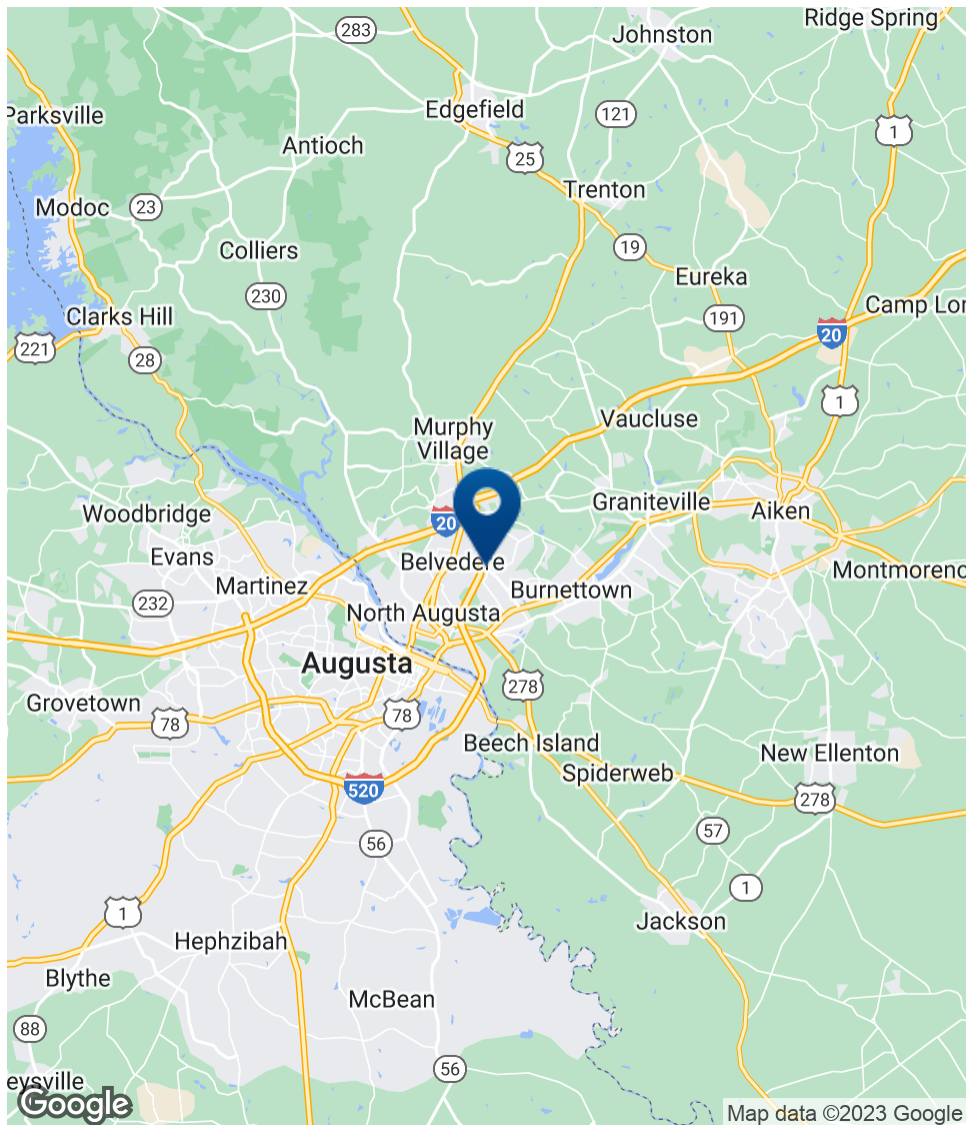 Ridge Spring
283
Johnston
Edgefield
121
Parksville
1
Antioch
25
Trenton
Modoc
23
19
Colliers
Eureka
230
Camp Lor
Clarks Hill
191
20
221
28
1
Vaucluse
Murphy
Village
Graniteville
Woodbridge
20
Aiken
Evans
Belvedere
Montmorenc
Martinez
Burnettown
232
North Augusta
Augusta
278
Grovetown
78
78
Beech Island
New Ellenton
Spiderweb
520
278
57
56
1
1
Jackson
Hephzibah
Blythe
McBean
88
56
eysville
Google
Map data ©2023 Google